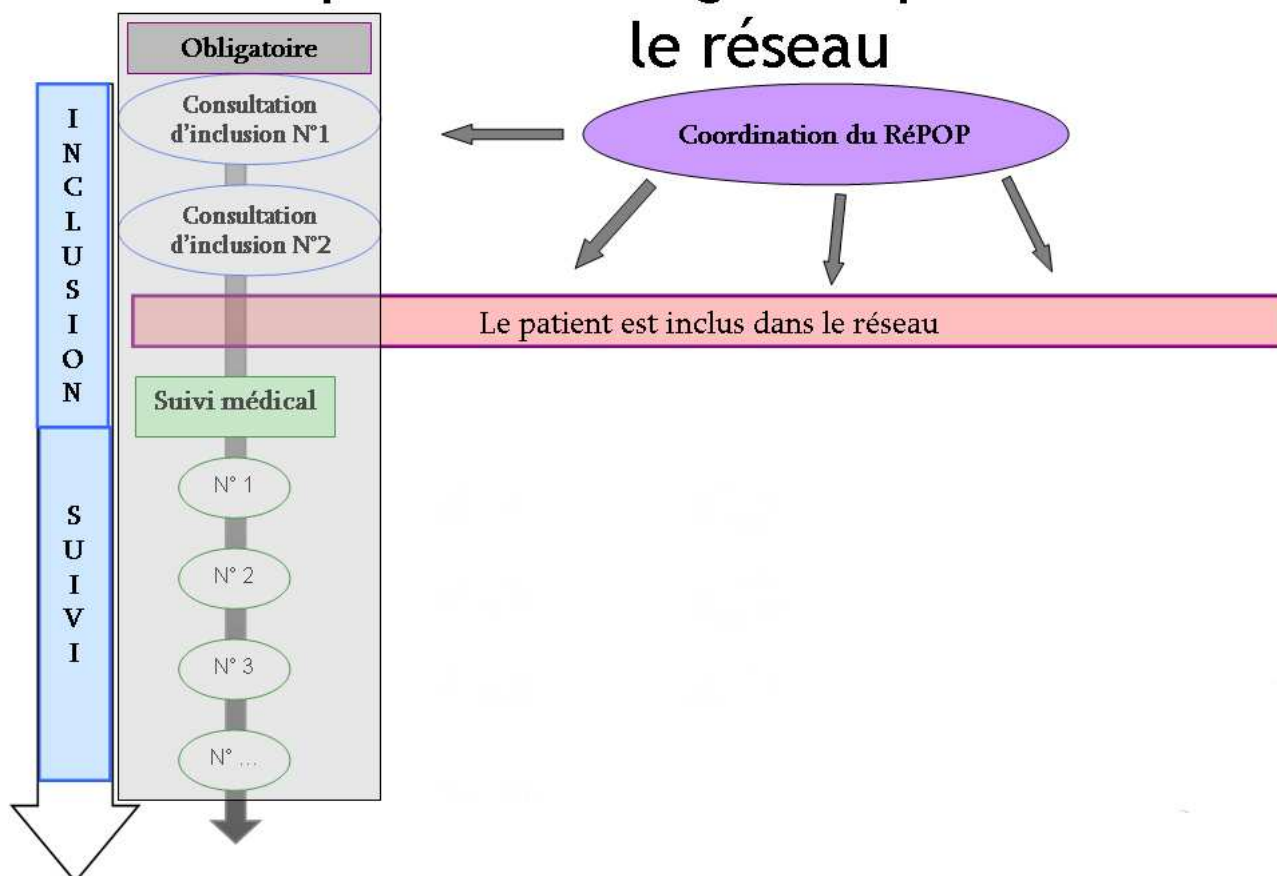 le réseau
Obligatoire
Consultation
d'inclusion N°1
Coordination du RéPOP
Consultation
d'inclusion N°2
Le patient est inclus dans le réseau
Suivi médical
N° 1
N° 2
N° 3
N° ...
INCLUSION
SUIVI